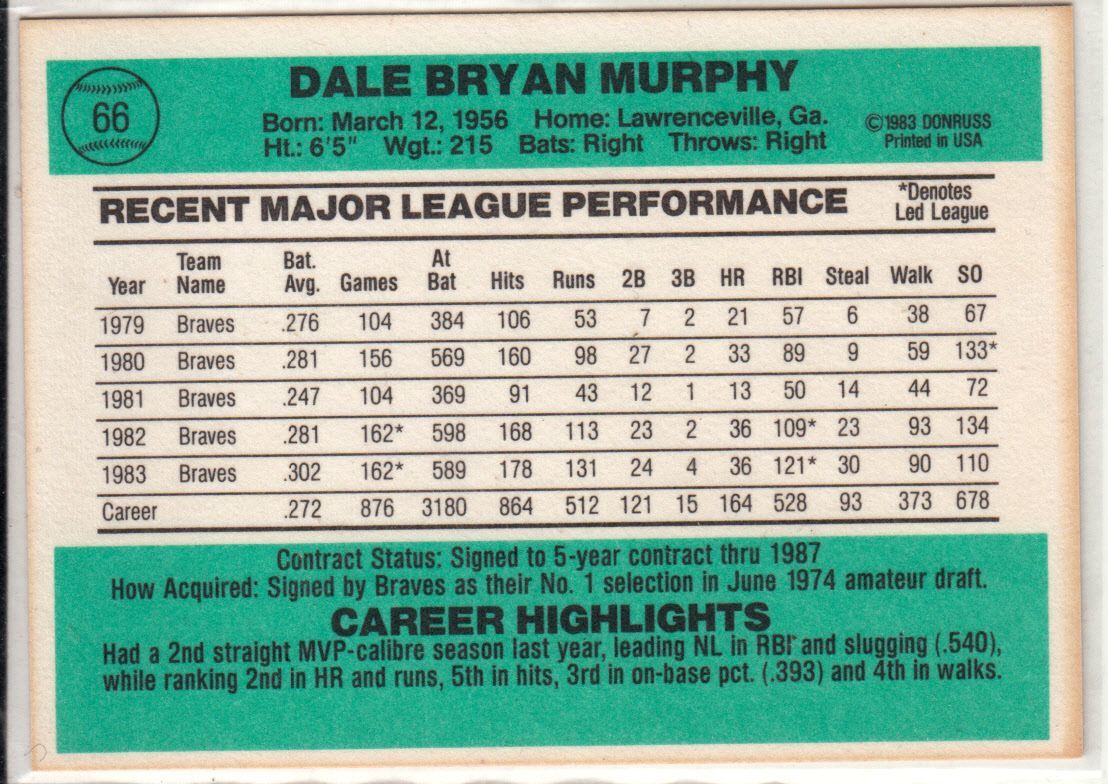 66
DALE BRYAN MURPHY
Born: March 12, 1956 Home: Lawrenceville, Ga.
Ht.: 6'5" Wgt.: 215 Bats: Right Throws: Right
©1983 DONRUSS
Printed in USA
RECENT MAJOR LEAGUE PERFORMANCE
*Denotes
Led League
Year Team Name Bat. Avg. Games At Bat Hits Runs 2B 3B HR RBI Steal Walk SO
1979 Braves .276 104 384 106 53 7 2 21 57 6 38 67
1980 Braves .281 156 569 160 98 27 2 33 89 9 59 133*
1981 Braves .247 104 369 91 43 12 1 13 50 14 44 72
1982 Braves .281 162* 598 168 113 23 2 36 109* 23 93 134
1983 Braves .302 162* 589 178 131 24 4 36 121* 30 90 110
Career .272 876 3180 864 512 121 15 164 528 93 373 678
Contract Status: Signed to 5-year contract thru 1987
How Acquired: Signed by Braves as their No. 1 selection in June 1974 amateur draft.
CAREER HIGHLIGHTS
Had a 2nd straight MVP-calibre season last year, leading NL in RBI and slugging (.540),
while ranking 2nd in HR and runs, 5th in hits, 3rd in on-base pct. (.393) and 4th in walks.